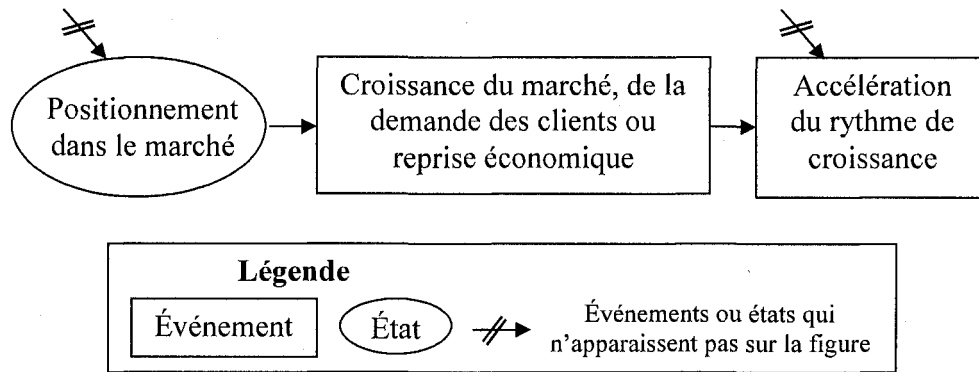 Positionnement
dans le marché
Croissance du marché, de la
demande des clients ou
reprise économique
Accélération
du rythme de
croissance
Légende
Événement
État
Événements ou états qui
n'apparaissent pas sur la figure